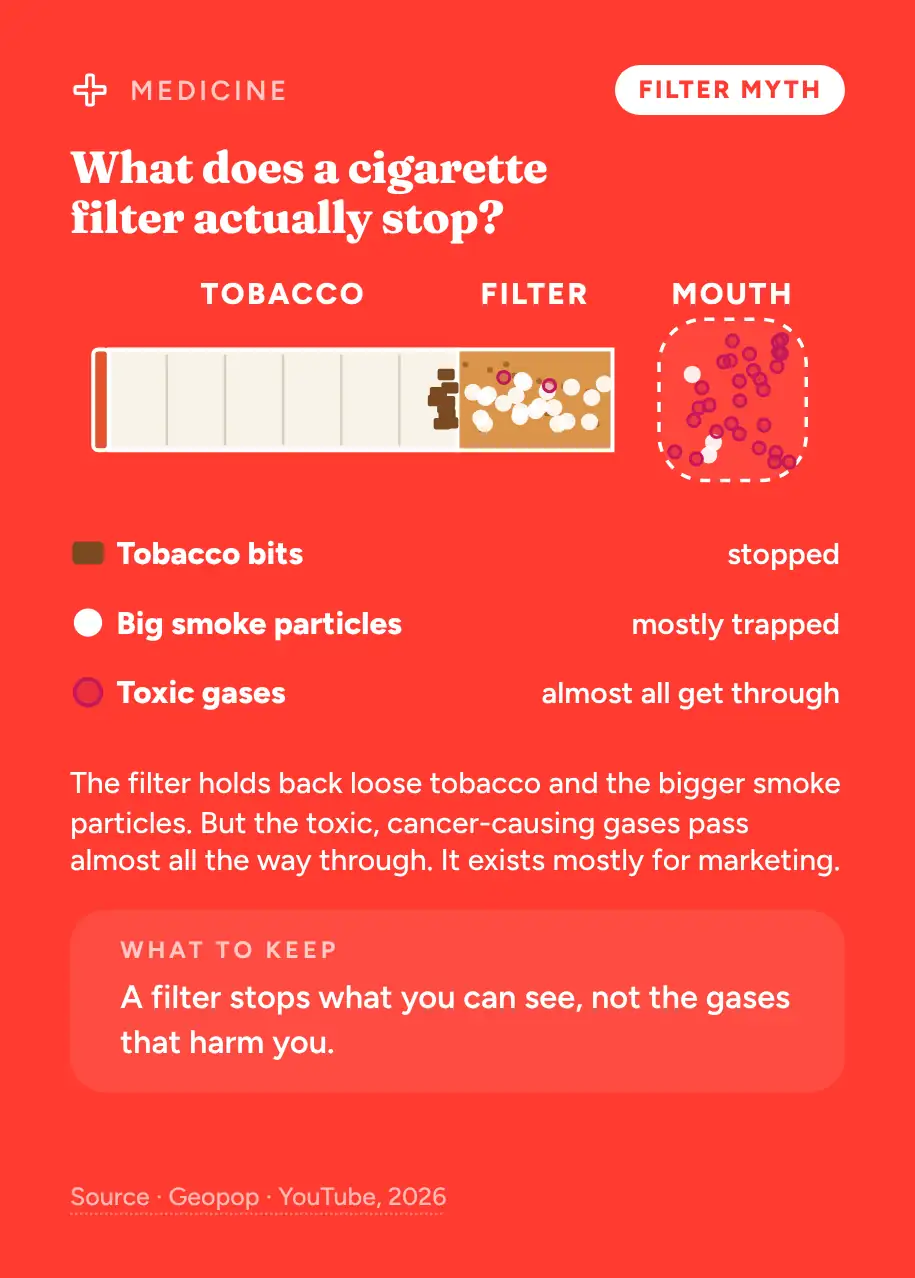 MEDICINE
FILTER MYTH
What does a cigarette
filter actually stop?
TOBACCO
FILTER
MOUTH
Tobacco bits
stopped
Big smoke particles
mostly trapped
Toxic gases
almost all get through
The filter holds back loose tobacco and the bigger smoke
particles. But the toxic, cancer-causing gases pass
almost all the way through. It exists mostly for marketing.
WHAT TO KEEP
A filter stops what you can see, not the gases
that harm you.
Source · Geopop · YouTube, 2026